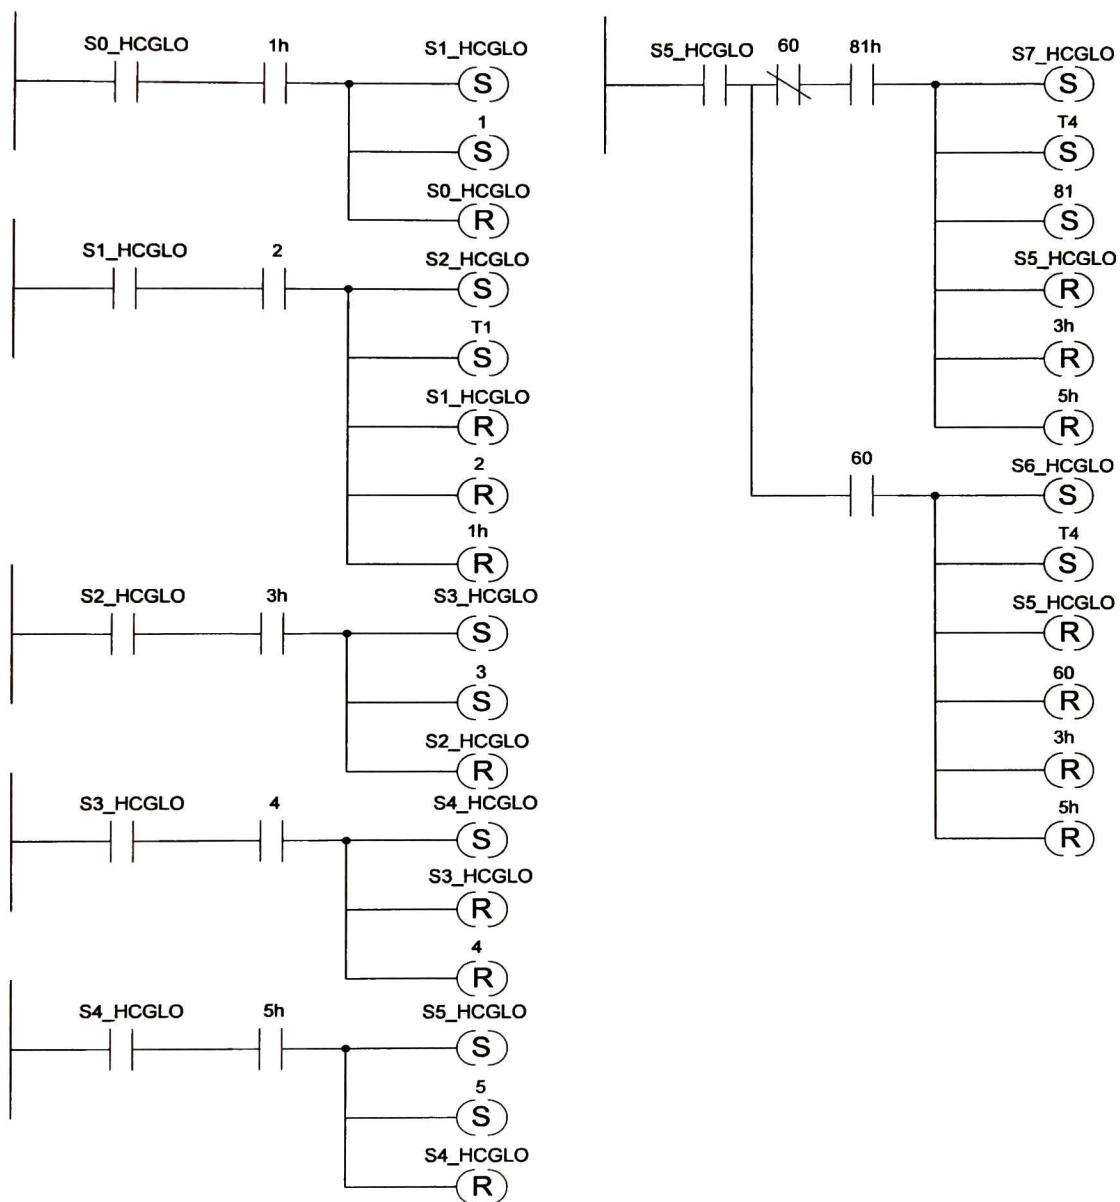 S0_HCGLO 1h S1_HCGLO
S
1
S
S0_HCGLO
R
S1_HCGLO 2 S2_HCGLO
S
T1
S
S1_HCGLO
R
2
R
1h
R
S2_HCGLO 3h S3_HCGLO
S
3
S
S2_HCGLO
R
S3_HCGLO 4 S4_HCGLO
S
S3_HCGLO
R
4
R
S4_HCGLO 5h S5_HCGLO
S
5
S
S4_HCGLO
R
S5_HCGLO 60 81h S7_HCGLO
S
T4
S
81
S
S5_HCGLO
R
3h
R
5h
R
60 S6_HCGLO
S
T4
S
S5_HCGLO
R
60
R
3h
R
5h
R